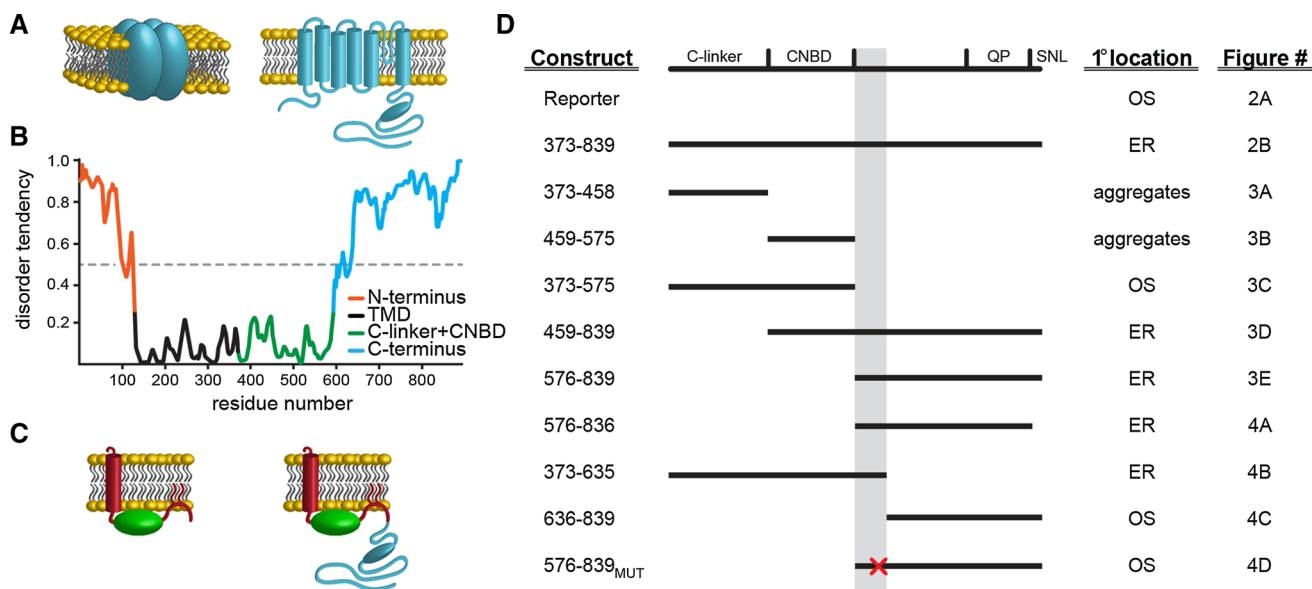 A
B
1.0
0.8
0.6
0.4
0.2
disorder tendency
N-terminus
TMD
C-linker+CNBD
C-terminus
100 200 300 400 500 600 700 800
residue number
C
D
Construct C-linker CNBD QP SNL 1° location Figure #
Reporter OS 2A
373-839 ER 2B
373-458 aggregates 3A
459-575 aggregates 3B
373-575 OS 3C
459-839 ER 3D
576-839 ER 3E
576-836 ER 4A
373-635 ER 4B
636-839 OS 4C
576-839MUT OS 4D